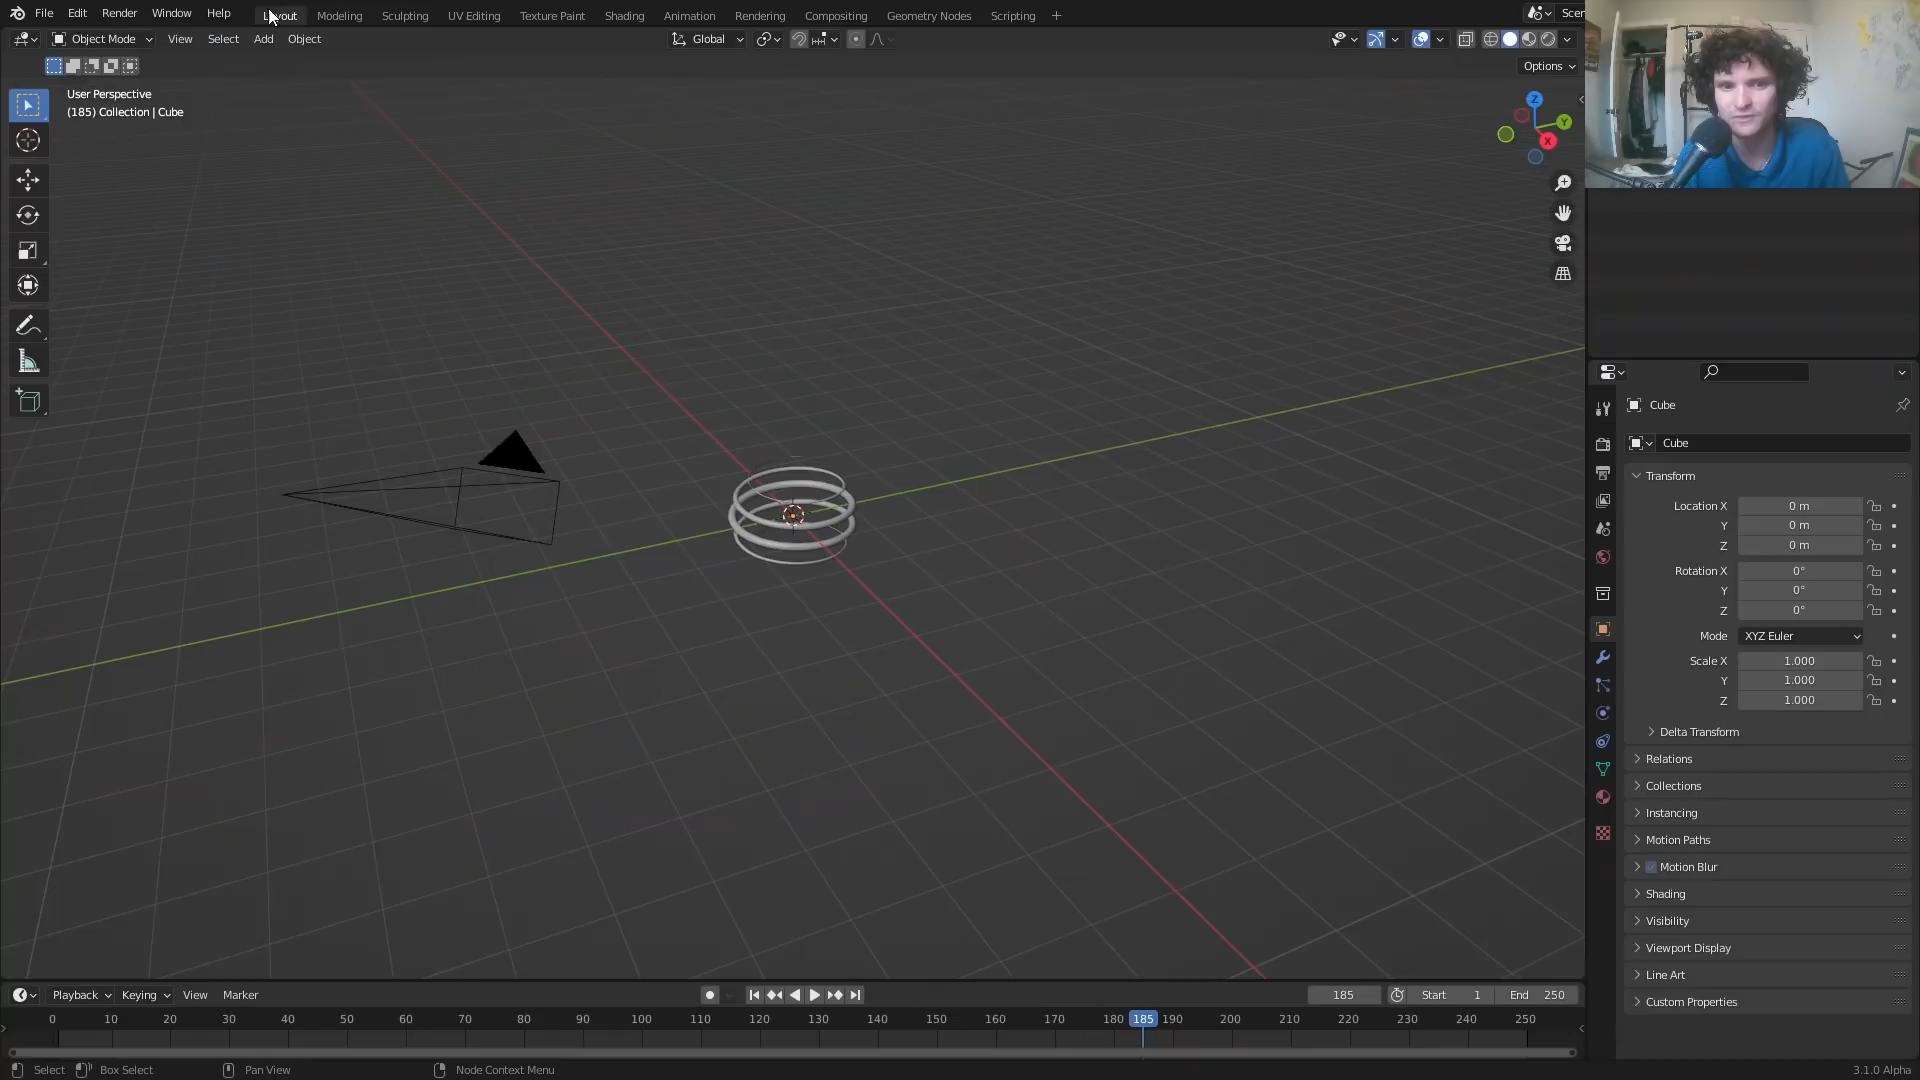 File Edit Render Window Help Layout Modeling Sculpting UV Editing Texture Paint Shading Animation Rendering Compositing Geometry Nodes Scripting + Scen
Object Mode View Select Add Object Global
Options
User Perspective
(185) Collection | Cube
Z
Y
X
Cube
Cube
Transform
Location X 0 m
Y 0 m
Z 0 m
Rotation X 0°
Y 0°
Z 0°
Mode XYZ Euler
Scale X 1.000
Y 1.000
Z 1.000
Delta Transform
Relations
Collections
Instancing
Motion Paths
Motion Blur
Shading
Visibility
Viewport Display
Line Art
Custom Properties
Playback Keying View Marker 185 Start 1 End 250
0 10 20 30 40 50 60 70 80 90 100 110 120 130 140 150 160 170 180 185 190 200 210 220 230 240 250
Select Box Select Pan View Node Context Menu 3.1.0 Alpha